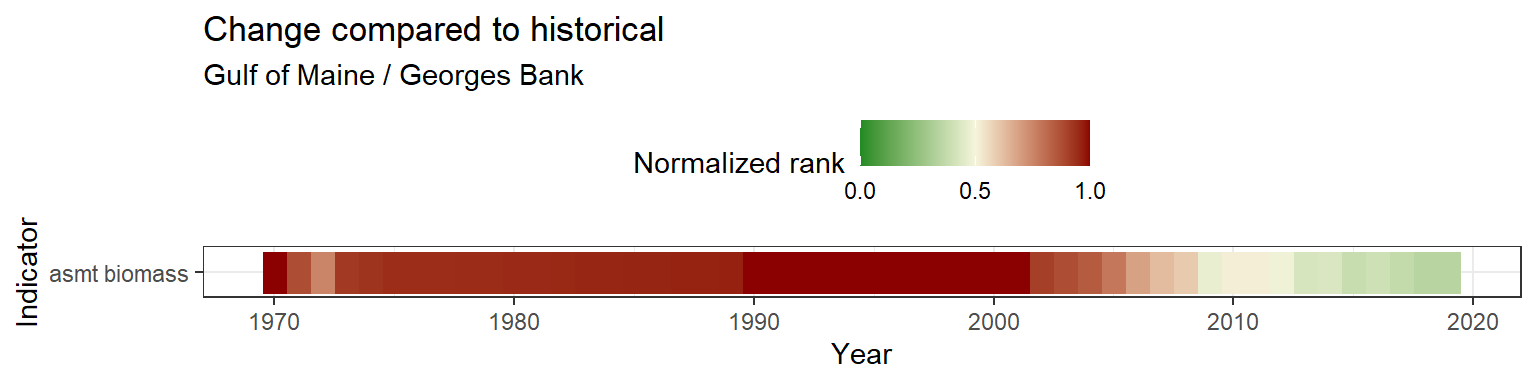 Change compared to historical
Gulf of Maine / Georges Bank
Normalized rank
0.0 0.5 1.0
Indicator
asmt biomass
1970 1980 1990 2000 2010 2020
Year